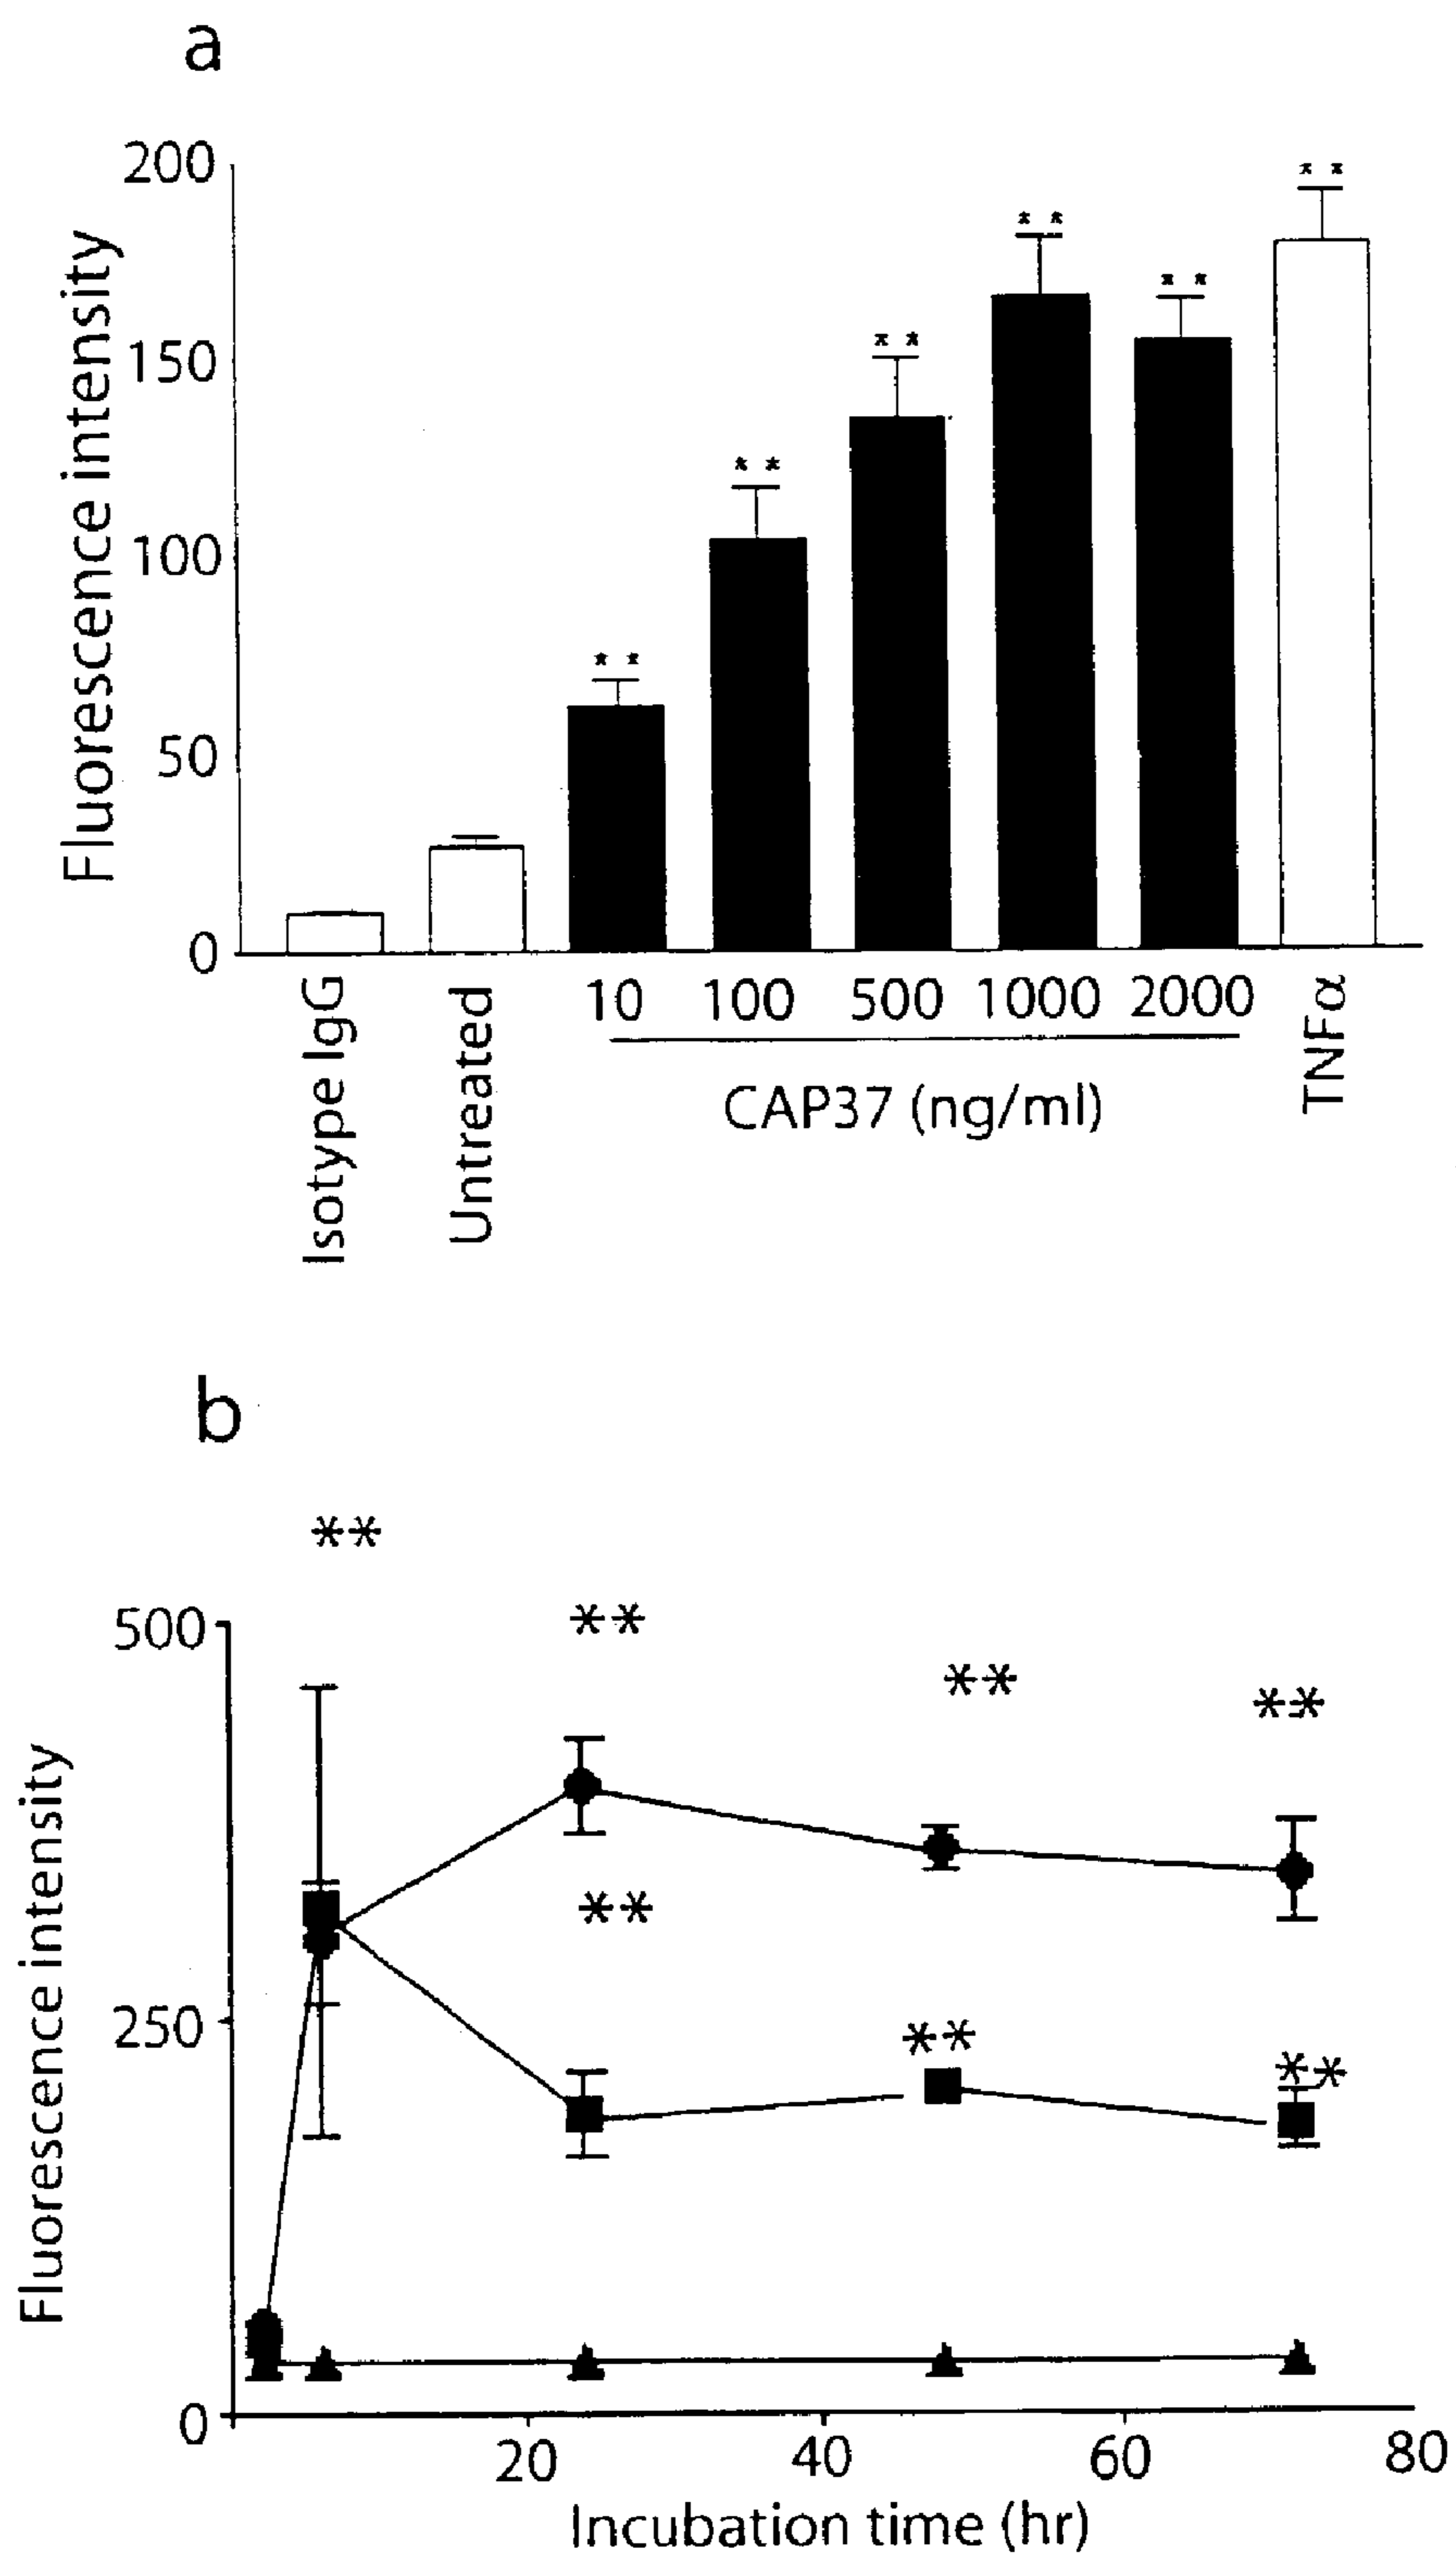 a
200
150
100
50
0
Fluorescence intensity
** ** ** ** ** **
Isotype IgG
Untreated
10 100 500 1000 2000
CAP37 (ng/ml)
TNFα
b
500
250
0
Fluorescence intensity
**
**
**
**
**
**
**
20 40 60 80
Incubation time (hr)